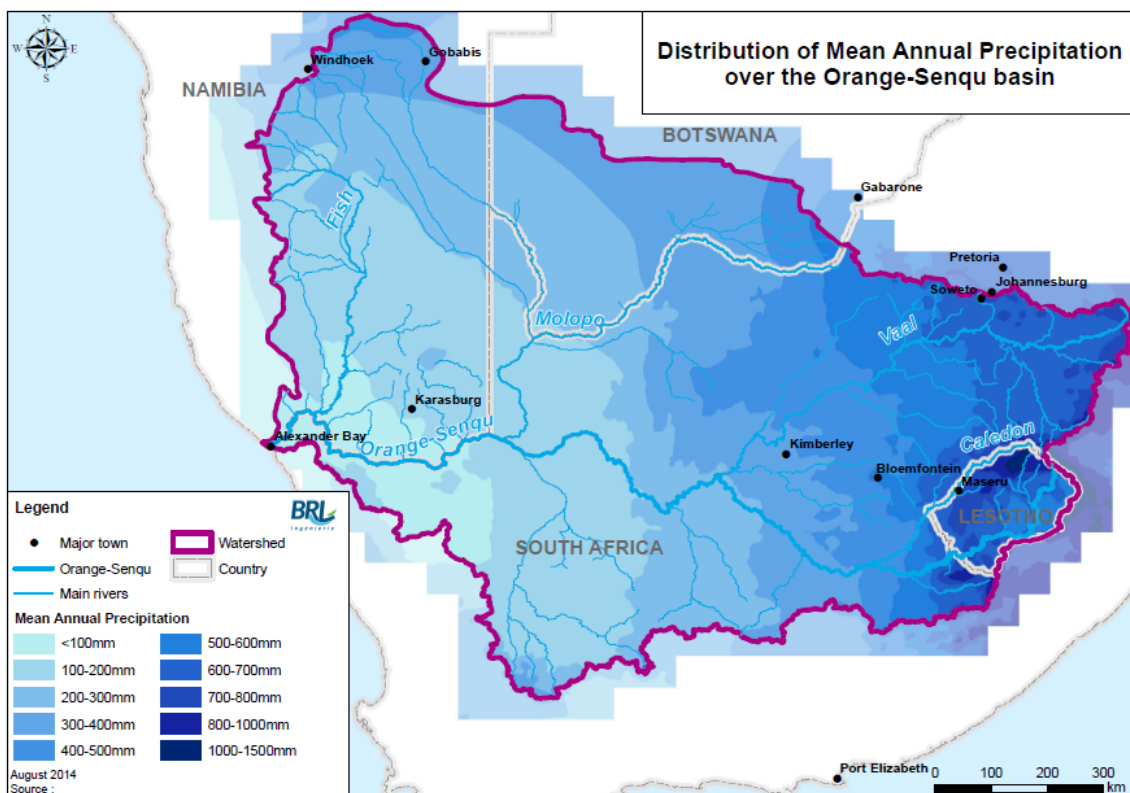 Distribution of Mean Annual Precipitation
over the Orange-Senqu basin
N
W
E
S
Windhoek
Gobabis
NAMIBIA
BOTSWANA
Gabarone
Fish
Pretoria
Johannesburg
Soweto
Molopo
Vaal
Karasburg
Alexander Bay
Orange-Senqu
Kimberley
Caledon
Bloemfontein
Maseru
LESOTHO
SOUTH AFRICA
Port Elizabeth
Legend
BRL
Ingénierie
Major town
Watershed
Orange-Senqu
Country
Main rivers
Mean Annual Precipitation
<100mm
500-600mm
100-200mm
600-700mm
200-300mm
700-800mm
300-400mm
800-1000mm
400-500mm
1000-1500mm
August 2014
Source :
0 100 200 300
km